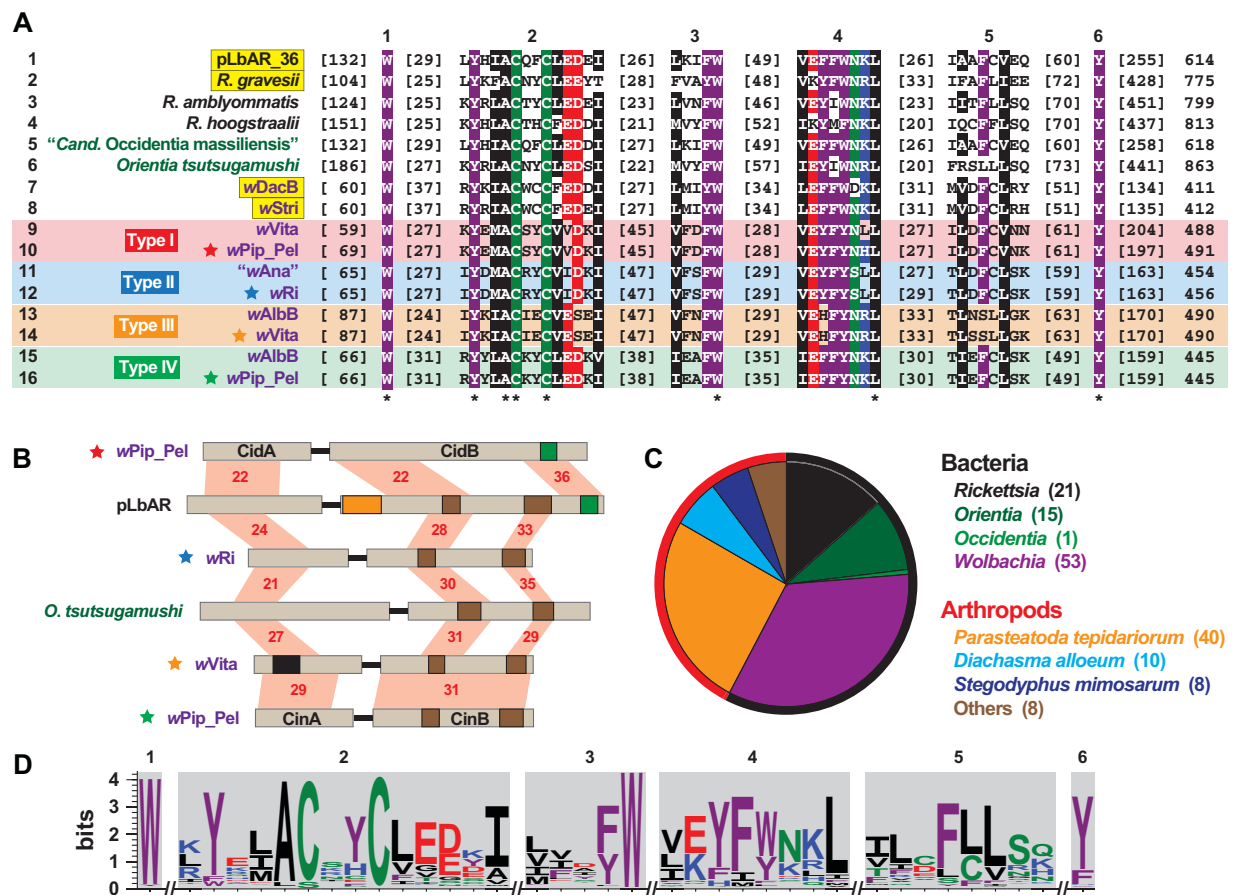 A
1 2 3 4 5 6
1 pLbAR_36 [132] W [29] LYHIACQFCLEDEI [26] LKIFW [49] VEFFWNKL [26] IAAFCVEQ [60] Y [255] 614
2 R. gravesii [104] W [25] LYKFACNYCLEEYT [28] FVAYW [48] VKYFWNRL [33] IFAFLIEE [72] Y [428] 775
3 R. amblyommatis [124] W [25] KYRLACTYCLEDEI [23] LVNFW [46] VEYIWNKL [23] IITFLLSQ [70] Y [451] 799
4 R. hoogstraalii [151] W [25] KYHLACTHCFEDDI [21] MVYFW [52] IKYMFNKL [20] IQCFFLSQ [70] Y [437] 813
5 “Cand. Occidentia massiliensis” [132] W [29] LYHIACQFCLEDDI [27] LKIFW [49] VEFFWNKL [26] IAAFCVEQ [60] Y [258] 618
6 Orientia tsutsugamushi [186] W [27] KYRLACNYCLEDSI [22] MVYFW [57] IEYIWNRL [20] FRSLLLSQ [73] Y [441] 863
7 wDacB [ 60] W [37] RYKIACWCCFEDDI [27] LMIYW [34] LEFFWDKL [31] MVDFCLRY [51] Y [134] 411
8 wStri [ 60] W [37] RYRIACWCCFEDEI [27] LMIYW [34] LEFFWNKL [31] MVDFCLRH [51] Y [135] 412
9 Type I wVita [ 59] W [27] KYEMACSYCVVDKI [45] VFDFW [28] VEYFYNLL [27] IDLFCVNN [61] Y [204] 488
10 wPip_Pel [ 69] W [27] KYEMACSYCVVDKI [45] VFDFW [28] VEYFYNHL [27] IDLFCVDK [61] Y [197] 491
11 Type II “wAna” [ 65] W [27] IYDMACRYCVIDKI [47] VFSFW [29] VEYFYSLL [27] TLDFCLSK [59] Y [163] 454
12 wRi [ 65] W [27] IYDMACRYCVIDKI [47] VFSFW [29] VEYFYSLL [29] TLDFCLSK [59] Y [163] 456
13 Type III wAlbB [ 87] W [24] IYKIACIECVESEI [47] VFNFW [29] VEHFYNRL [33] TLNSLLGK [63] Y [170] 490
14 wVita [ 87] W [24] IYKIACIECVESEI [47] VFNFW [29] VEHFYNRL [33] TLSSLLGK [63] Y [170] 490
15 Type IV wAlbB [ 66] W [31] RYYLACKYCLEDKV [38] IEAFW [35] IEFFYNKL [30] TIEFCLSK [49] Y [159] 445
16 wPip_Pel [ 66] W [31] RYYLACKYCLEDKI [38] IEAFW [35] IEFFYNKL [30] TIEFCLSK [49] Y [159] 445
* * ** * * * *
B
wPip_Pel CidA CidB
22 22 36
pLbAR
24 28 33
wRi
21 30 35
O. tsutsugamushi
27 31 29
wVita
29 31
wPip_Pel CinA CinB
C
Bacteria
Rickettsia (21)
Orientia (15)
Occidentia (1)
Wolbachia (53)
Arthropods
Parasteatoda tepidariorum (40)
Diachasma alloeum (10)
Stegodyphus mimosarum (8)
Others (8)
D
1 2 3 4 5 6
bits
4
3
2
1
0